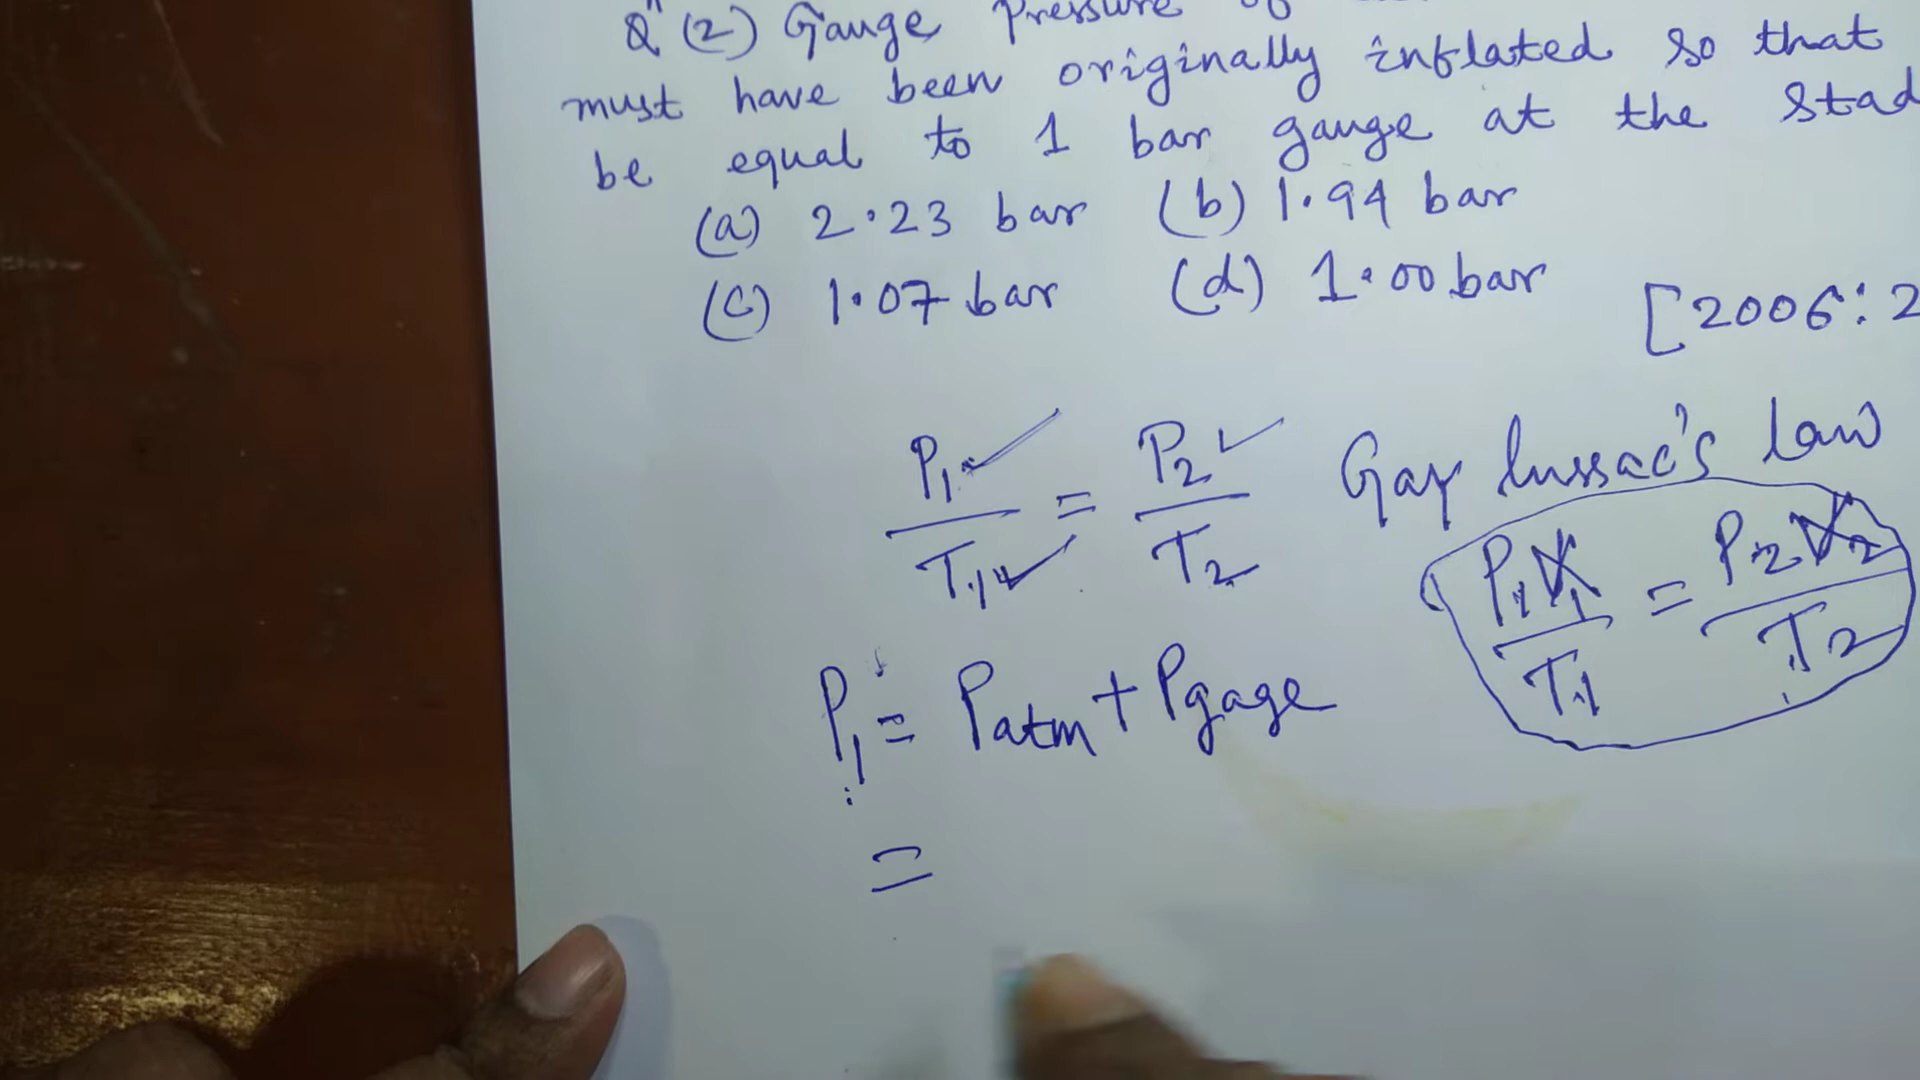 Qⁿ (2) Gauge Pressure of
must have been originally inflated so that
be equal to 1 bar gauge at the Stad
(a) 2.23 bar (b) 1.94 bar
(c) 1.07 bar (d) 1.00 bar
[2006:2
P1/T1 = P2/T2 Gay lussac's law
P1V1/T1 = P2V2/T2
P1 = Patm + Pgage
=